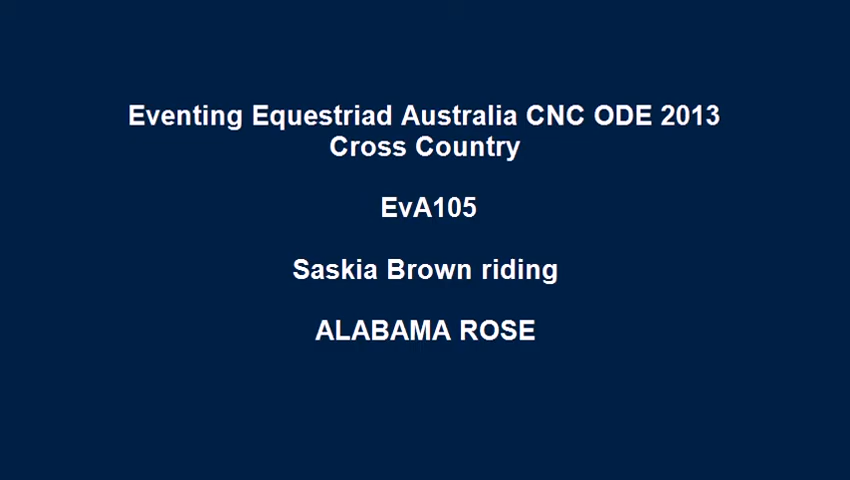 Eventing Equestriad Australia CNC ODE 2013
Cross Country
EvA105
Saskia Brown riding
ALABAMA ROSE